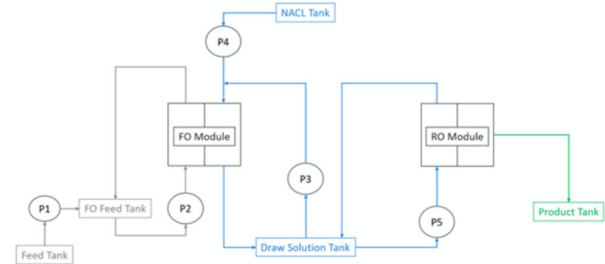 NACL Tank
P4
FO Module
RO Module
P3
P1
FO Feed Tank
P2
P5
Product Tank
Feed Tank
Draw Solution Tank